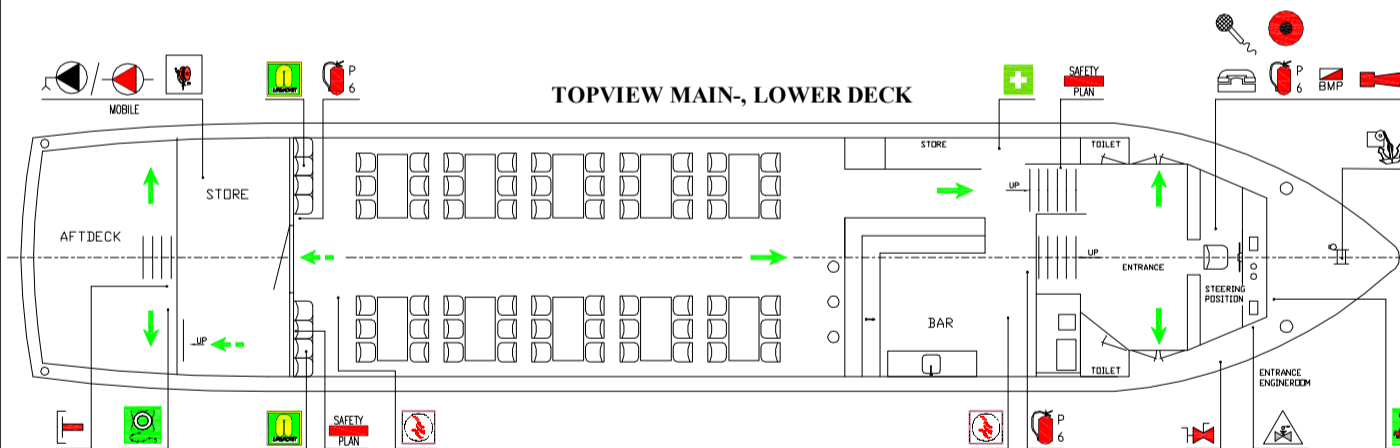 SAFETY
PLAN
P
6
TOPVIEW MAIN-, LOWER DECK
P
6
BMP
MOBILE
STORE
TOILET
UP
STORE
AFTDECK
UP
ENTRANCE
STEERING
POSITION
BAR
UP
TOILET
ENTRANCE
ENGINEROOM
SAFETY
PLAN
P
6